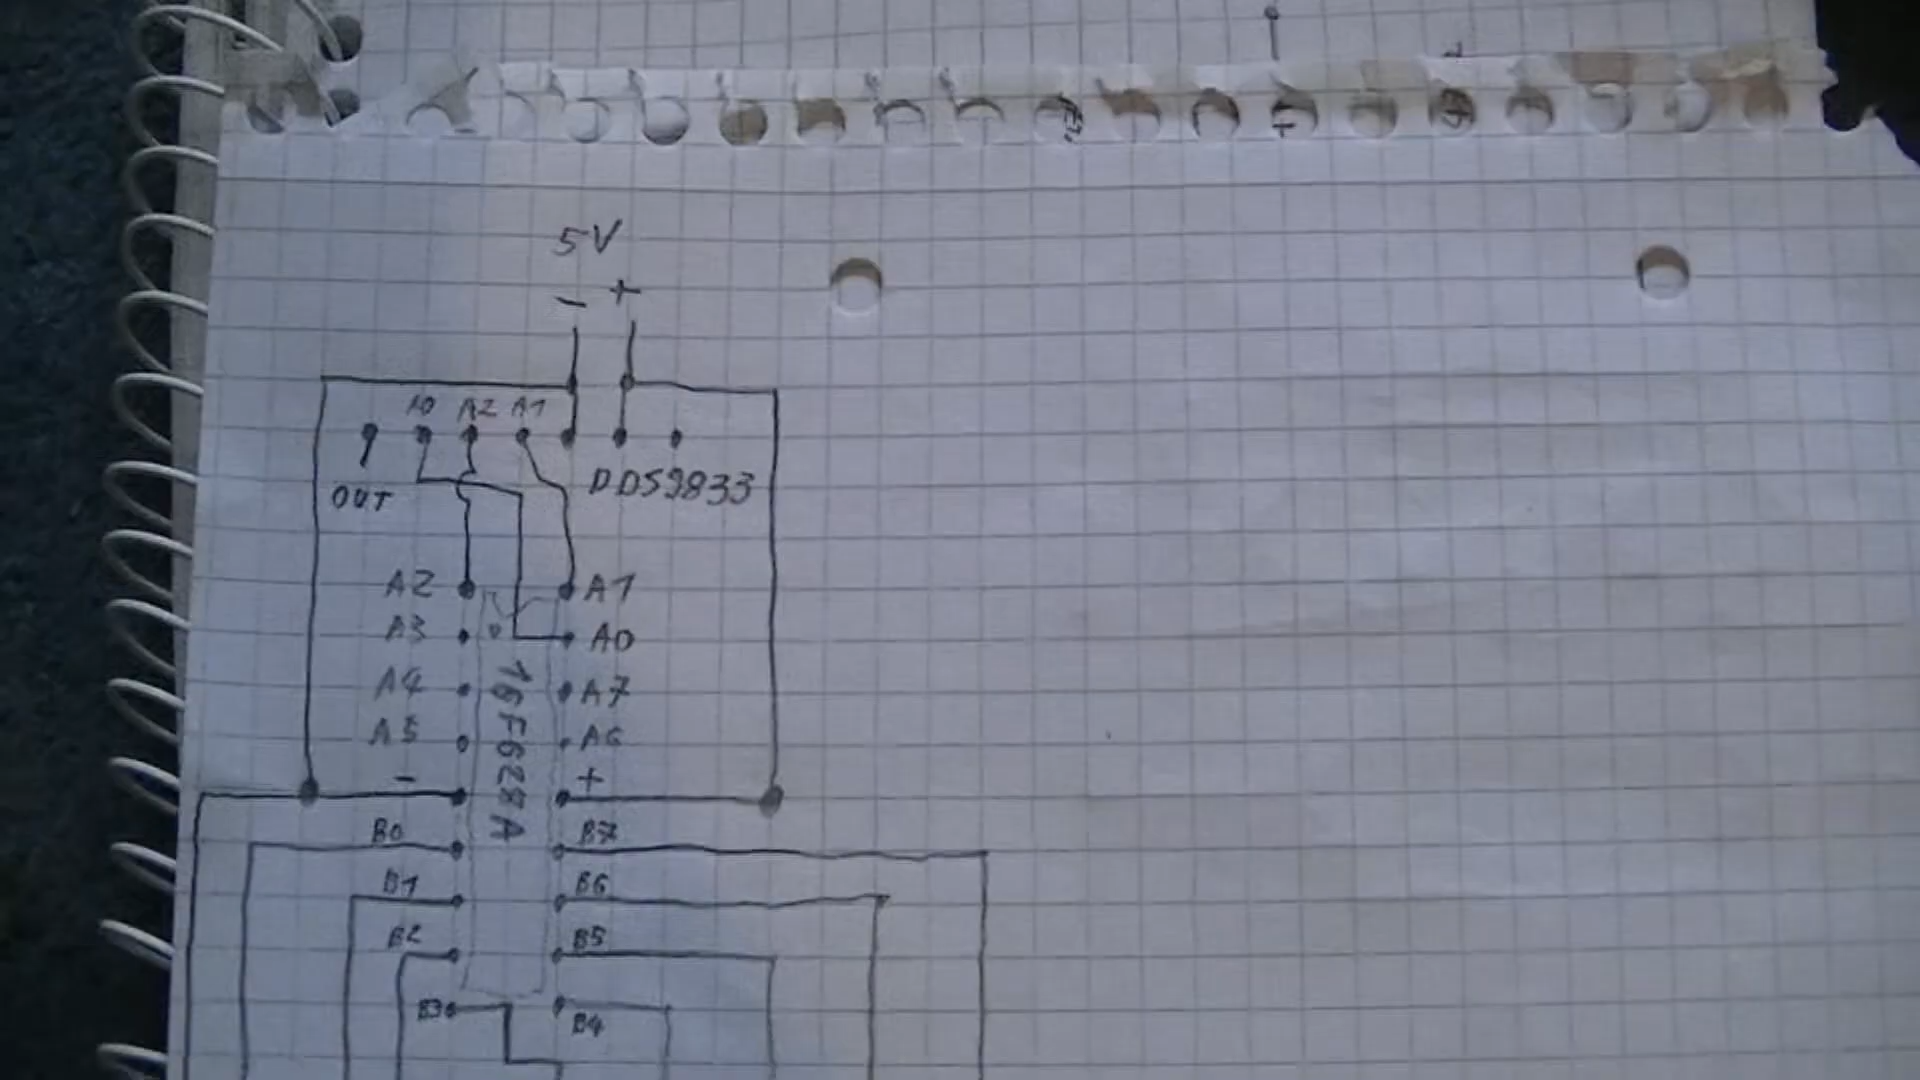 5V
- +
A0 A2 A1
OUT
DDS9833
A2 A1
A3 A0
A4 A7
A5 A6
- +
16F628A
B0 B7
B1 B6
B2 B5
B3 B4